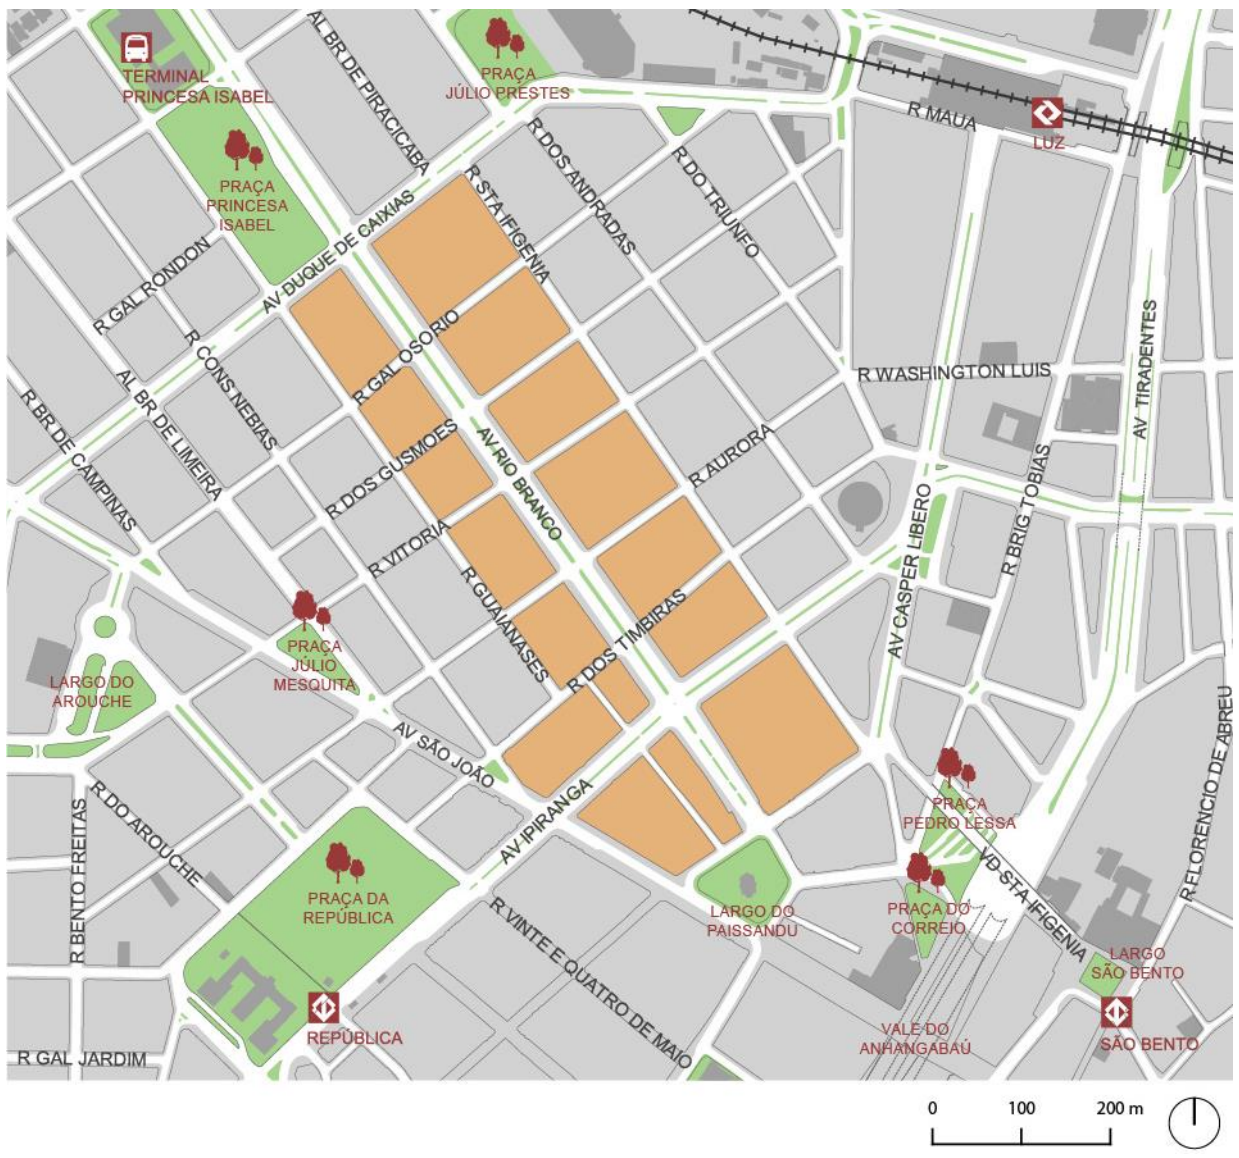 AL BR DE PIRACICABA
TERMINAL
PRINCESA ISABEL
PRAÇA
JÚLIO PRESTES
R MAUA
LUZ
PRAÇA
PRINCESA
ISABEL
R STA IFIGENIA
R DOS ANDRADAS
R DO TRIUNFO
AV DUQUE DE CAIXIAS
R GAL RONDON
R GAL OSORIO
R CONS NEBIAS
AL BR DE LIMEIRA
R BR DE CAMPINAS
R WASHINGTON LUIS
AV TIRADENTES
R DOS GUSMOES
AV RIO BRANCO
R AURORA
R VITORIA
R GUAIANASES
AV CASPER LIBERO
R BRIG TOBIAS
R DOS TIMBIRAS
PRAÇA
JÚLIO
MESQUITA
LARGO DO
AROUCHE
AV SÃO JOÃO
AV IPIRANGA
R DO AROUCHE
R BENTO FREITAS
PRAÇA
PEDRO LESSA
R FLORENCIO DE ABREU
VD STA IFIGENIA
PRAÇA DA
REPÚBLICA
R VINTE E QUATRO DE MAIO
LARGO DO
PAISSANDU
PRAÇA DO
CORREIO
LARGO
SÃO BENTO
REPÚBLICA
VALE DO
ANHANGABAÚ
SÃO BENTO
R GAL JARDIM
0 100 200 m